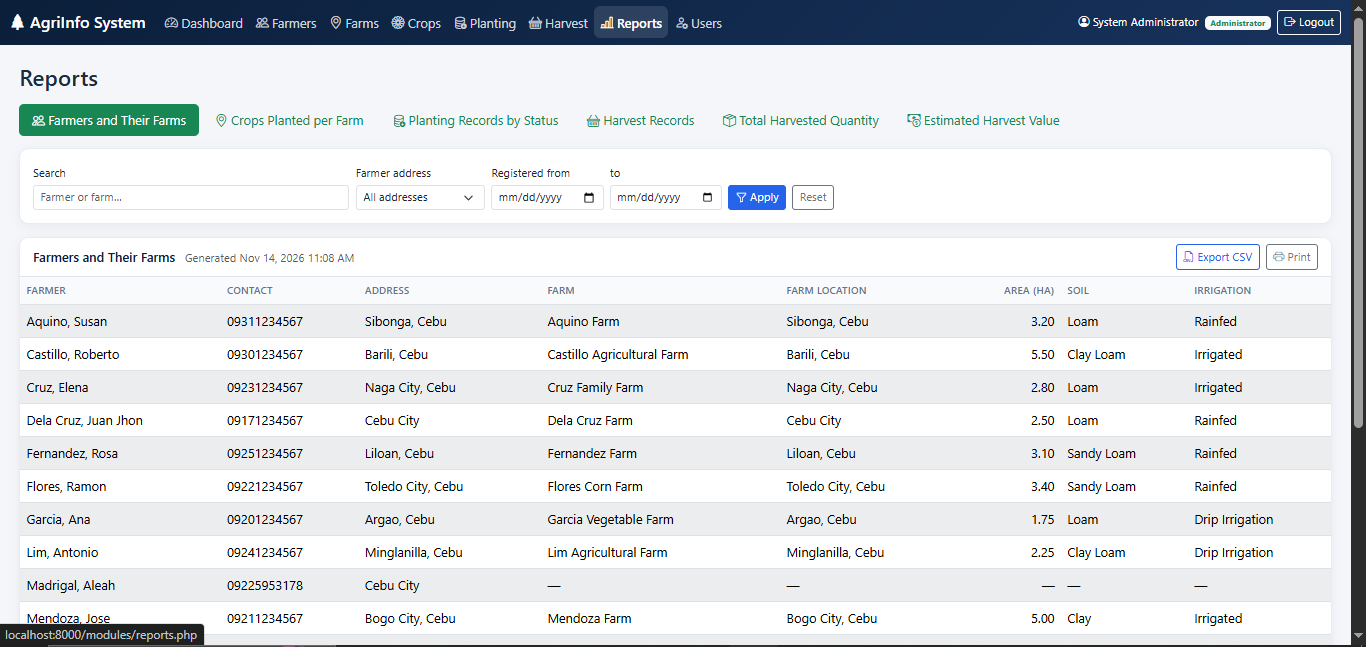 AgriInfo System Dashboard Farmers Farms Crops Planting Harvest Reports Users System Administrator Administrator Logout
Reports
Farmers and Their Farms Crops Planted per Farm Planting Records by Status Harvest Records Total Harvested Quantity Estimated Harvest Value
Search Farmer address Registered from to
Farmer or farm... All addresses mm/dd/yyyy mm/dd/yyyy Apply Reset
Farmers and Their Farms Generated Nov 14, 2026 11:08 AM Export CSV Print
FARMER CONTACT ADDRESS FARM FARM LOCATION AREA (HA) SOIL IRRIGATION
Aquino, Susan 09311234567 Sibonga, Cebu Aquino Farm Sibonga, Cebu 3.20 Loam Rainfed
Castillo, Roberto 09301234567 Barili, Cebu Castillo Agricultural Farm Barili, Cebu 5.50 Clay Loam Irrigated
Cruz, Elena 09231234567 Naga City, Cebu Cruz Family Farm Naga City, Cebu 2.80 Loam Irrigated
Dela Cruz, Juan Jhon 09171234567 Cebu City Dela Cruz Farm Cebu City 2.50 Loam Rainfed
Fernandez, Rosa 09251234567 Liloan, Cebu Fernandez Farm Liloan, Cebu 3.10 Sandy Loam Rainfed
Flores, Ramon 09221234567 Toledo City, Cebu Flores Corn Farm Toledo City, Cebu 3.40 Sandy Loam Rainfed
Garcia, Ana 09201234567 Argao, Cebu Garcia Vegetable Farm Argao, Cebu 1.75 Loam Drip Irrigation
Lim, Antonio 09241234567 Minglanilla, Cebu Lim Agricultural Farm Minglanilla, Cebu 2.25 Clay Loam Drip Irrigation
Madrigal, Aleah 09225953178 Cebu City — — — — —
Mendoza, Jose 09211234567 Bogo City, Cebu Mendoza Farm Bogo City, Cebu 5.00 Clay Irrigated
localhost:8000/modules/reports.php